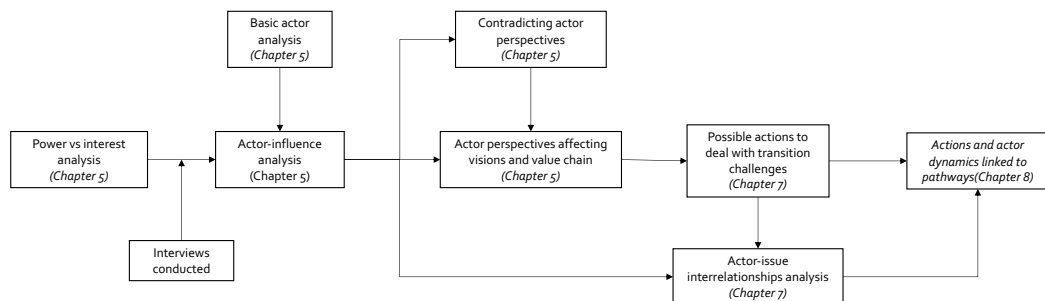 Basic actor
analysis
(Chapter 5)
Contradicting actor
perspectives
(Chapter 5)
Power vs interest
analysis
(Chapter 5)
Actor-influence
analysis
(Chapter 5)
Actor perspectives affecting
visions and value chain
(Chapter 5)
Possible actions to
deal with transition
challenges
(Chapter 7)
Actions and actor
dynamics linked to
pathways(Chapter 8)
Interviews
conducted
Actor-issue
interrelationships analysis
(Chapter 7)